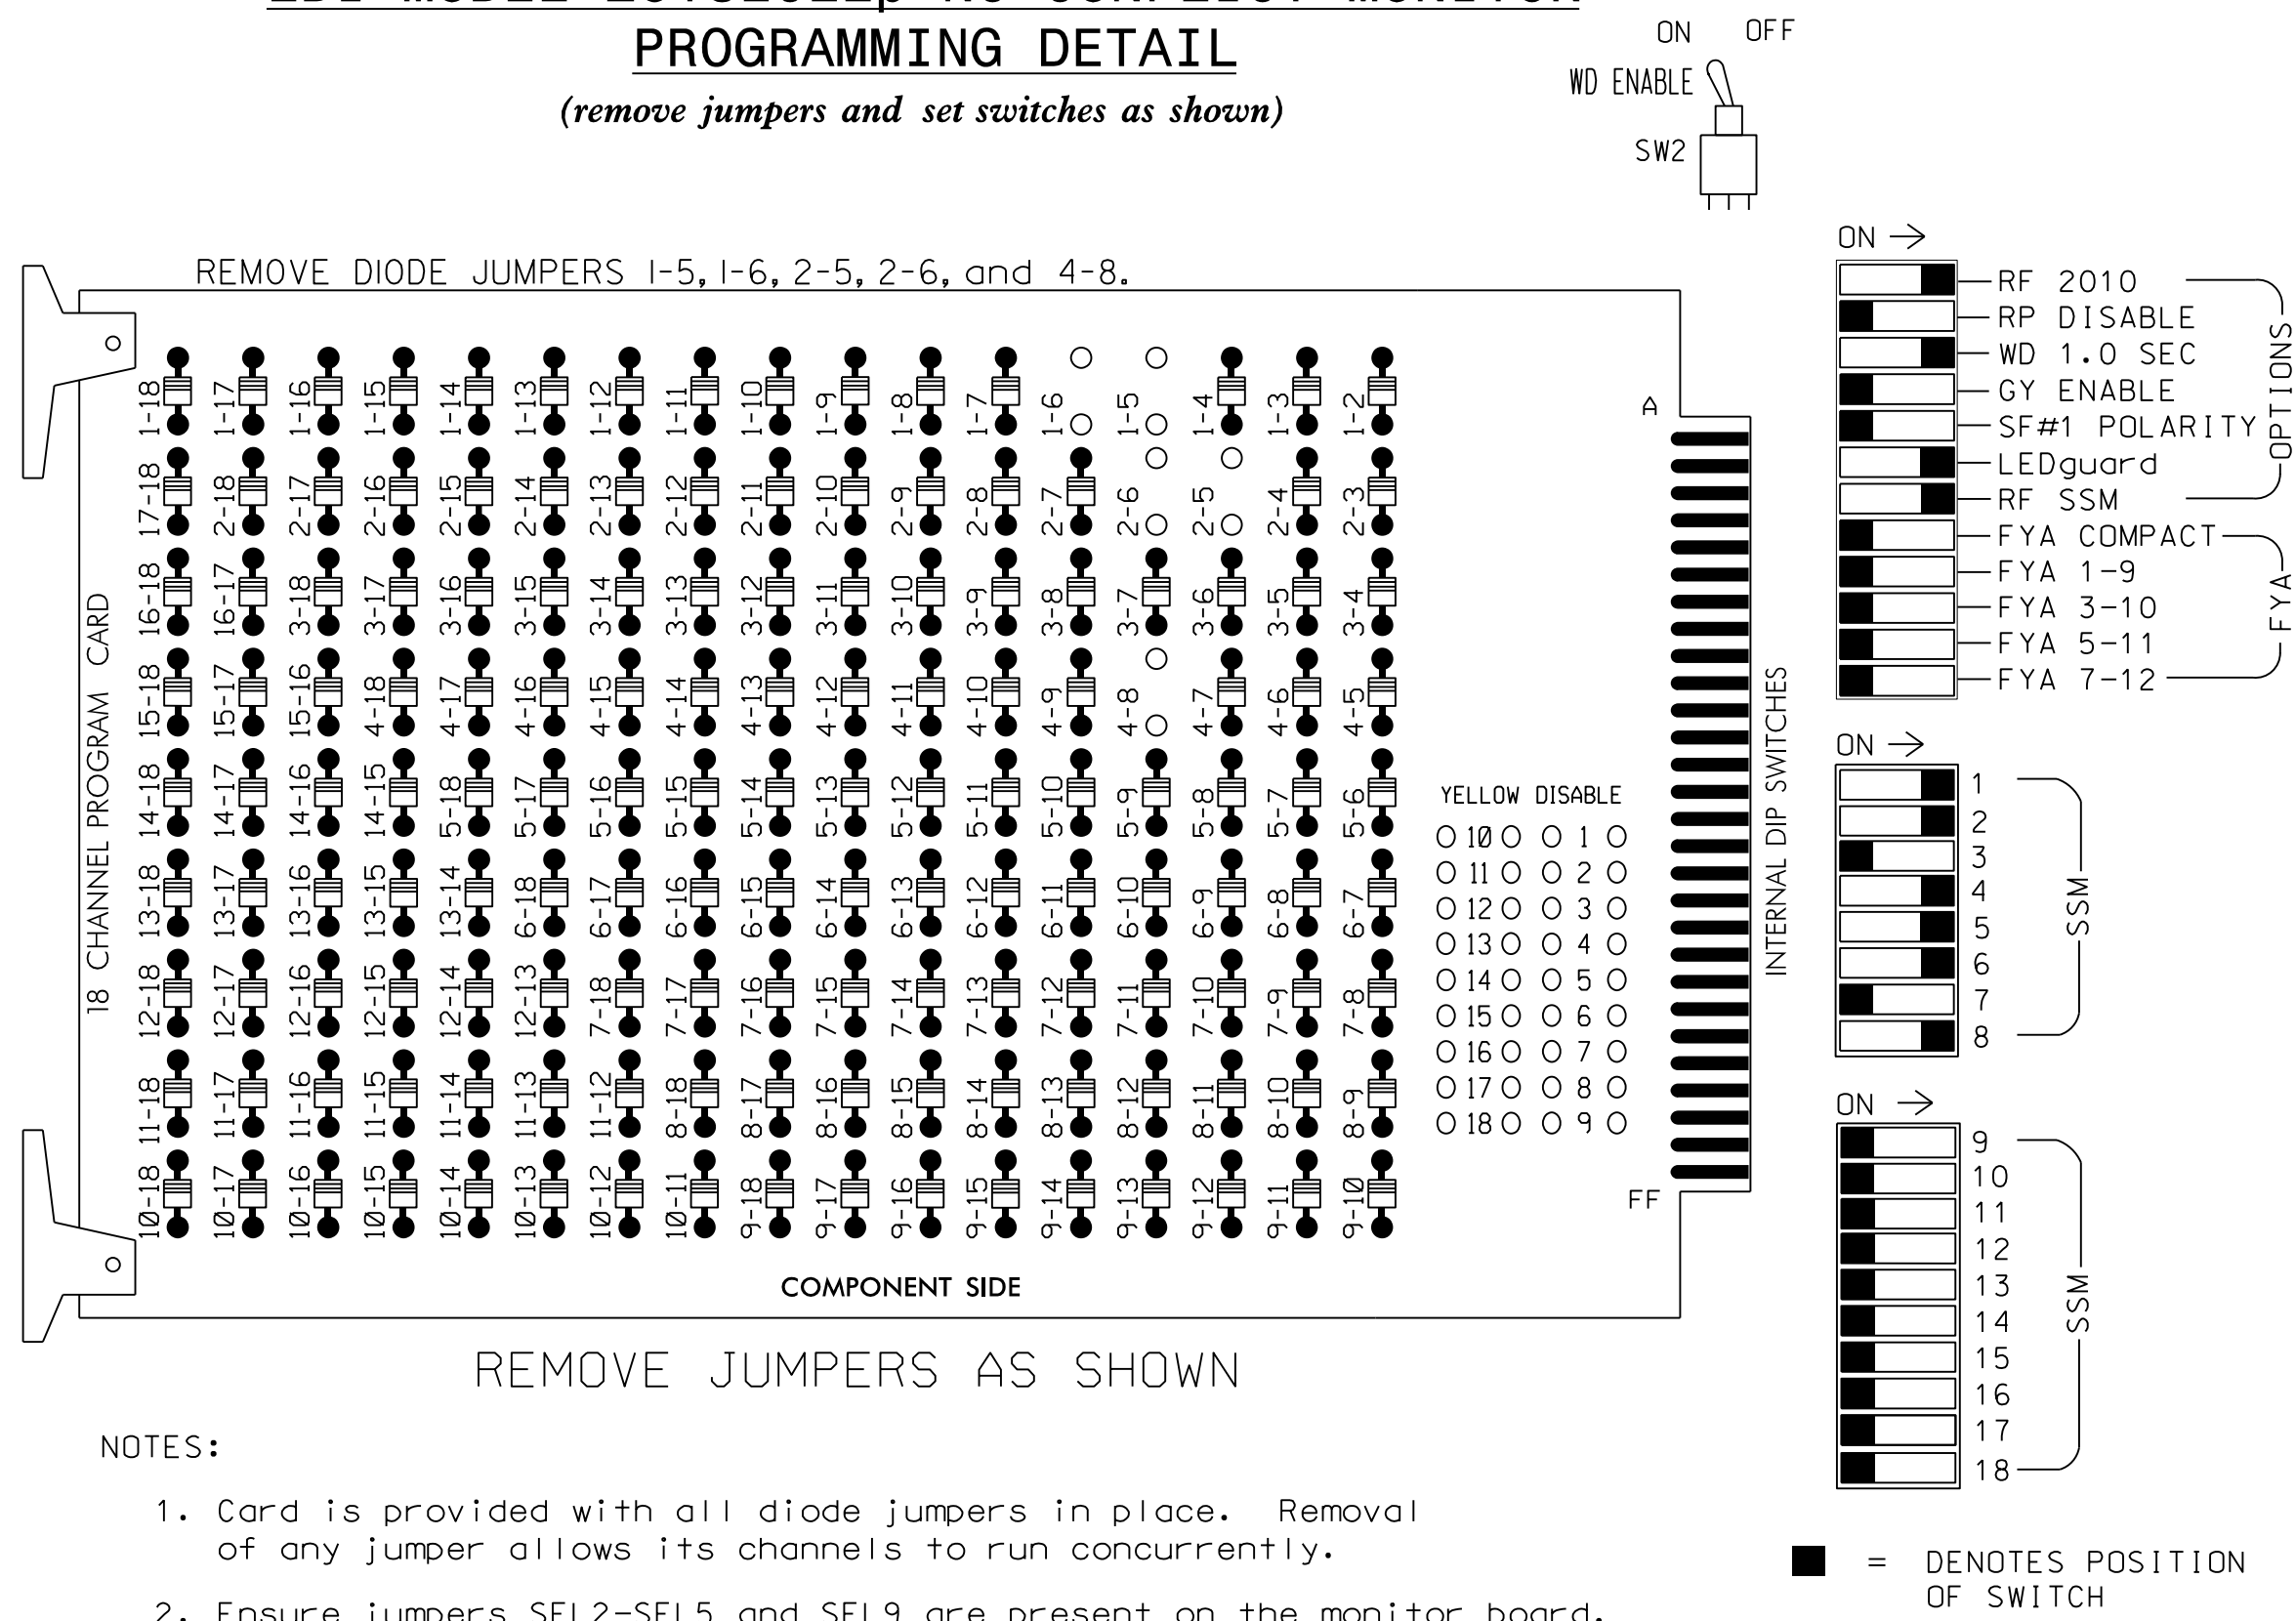 PROGRAMMING DETAIL
(remove jumpers and set switches as shown)
ON OFF
WD ENABLE
SW2
REMOVE DIODE JUMPERS 1-5, 1-6, 2-5, 2-6, and 4-8.
18 CHANNEL PROGRAM CARD
1-18 1-17 1-16 1-15 1-14 1-13 1-12 1-11 1-10 1-9 1-8 1-7 1-6 1-5 1-4 1-3 1-2
17-18 2-18 2-17 2-16 2-15 2-14 2-13 2-12 2-11 2-10 2-9 2-8 2-7 2-6 2-5 2-4 2-3
16-18 16-17 3-18 3-17 3-16 3-15 3-14 3-13 3-12 3-11 3-10 3-9 3-8 3-7 3-6 3-5 3-4
15-18 15-17 15-16 4-18 4-17 4-16 4-15 4-14 4-13 4-12 4-11 4-10 4-9 4-8 4-7 4-6 4-5
14-18 14-17 14-16 14-15 5-18 5-17 5-16 5-15 5-14 5-13 5-12 5-11 5-10 5-9 5-8 5-7 5-6
13-18 13-17 13-16 13-15 13-14 6-18 6-17 6-16 6-15 6-14 6-13 6-12 6-11 6-10 6-9 6-8 6-7
12-18 12-17 12-16 12-15 12-14 12-13 7-18 7-17 7-16 7-15 7-14 7-13 7-12 7-11 7-10 7-9 7-8
11-18 11-17 11-16 11-15 11-14 11-13 11-12 8-18 8-17 8-16 8-15 8-14 8-13 8-12 8-11 8-10 8-9
10-18 10-17 10-16 10-15 10-14 10-13 10-12 10-11 9-18 9-17 9-16 9-15 9-14 9-13 9-12 9-11 9-10
YELLOW DISABLE
10 1
11 2
12 3
13 4
14 5
15 6
16 7
17 8
18 9
A
FF
COMPONENT SIDE
INTERNAL DIP SWITCHES
ON →
RF 2010
RP DISABLE
WD 1.0 SEC
GY ENABLE
SF#1 POLARITY
LEDguard
RF SSM
OPTIONS
FYA COMPACT
FYA 1-9
FYA 3-10
FYA 5-11
FYA 7-12
FYA
ON →
1
2
3
4
5
6
7
8
SSM
ON →
9
10
11
12
13
14
15
16
17
18
SSM
REMOVE JUMPERS AS SHOWN
NOTES:
1. Card is provided with all diode jumpers in place. Removal
of any jumper allows its channels to run concurrently.
2. Ensure jumpers SEL2-SEL5 and SEL9 are present on the monitor board.
= DENOTES POSITION
OF SWITCH